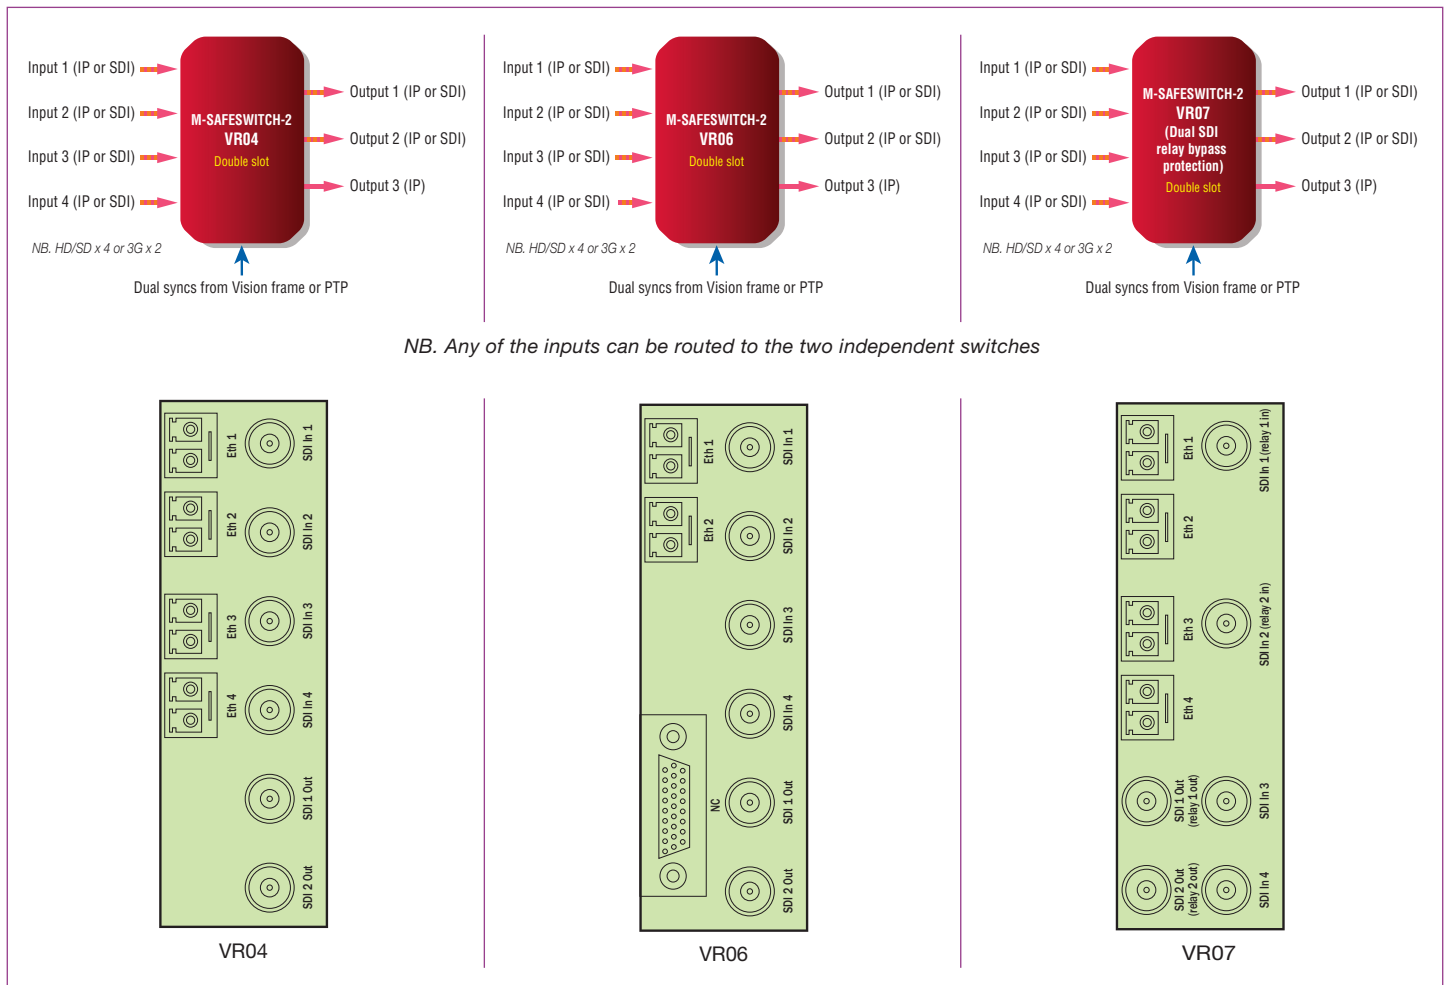 Input 1 (IP or SDI)
Input 2 (IP or SDI)
Input 3 (IP or SDI)
Input 4 (IP or SDI)
M-SAFESWITCH-2
VR04
Double slot
Output 1 (IP or SDI)
Output 2 (IP or SDI)
Output 3 (IP)
NB. HD/SD x 4 or 3G x 2
Dual syncs from Vision frame or PTP
Input 1 (IP or SDI)
Input 2 (IP or SDI)
Input 3 (IP or SDI)
Input 4 (IP or SDI)
M-SAFESWITCH-2
VR06
Double slot
Output 1 (IP or SDI)
Output 2 (IP or SDI)
Output 3 (IP)
NB. HD/SD x 4 or 3G x 2
Dual syncs from Vision frame or PTP
Input 1 (IP or SDI)
Input 2 (IP or SDI)
Input 3 (IP or SDI)
Input 4 (IP or SDI)
M-SAFESWITCH-2
VR07
(Dual SDI
relay bypass
protection)
Double slot
Output 1 (IP or SDI)
Output 2 (IP or SDI)
Output 3 (IP)
NB. HD/SD x 4 or 3G x 2
Dual syncs from Vision frame or PTP
NB. Any of the inputs can be routed to the two independent switches
Eth 1
SDI In 1
Eth 2
SDI In 2
Eth 3
SDI In 3
Eth 4
SDI In 4
SDI 1 Out
SDI 2 Out
VR04
Eth 1
SDI In 1
Eth 2
SDI In 2
SDI In 3
SDI In 4
NC
SDI 1 Out
SDI 2 Out
VR06
Eth 1
SDI In 1 (relay 1 in)
Eth 2
Eth 3
SDI In 2 (relay 2 in)
Eth 4
SDI 1 Out
(relay 1 out)
SDI In 3
SDI 2 Out
(relay 2 out)
SDI In 4
VR07